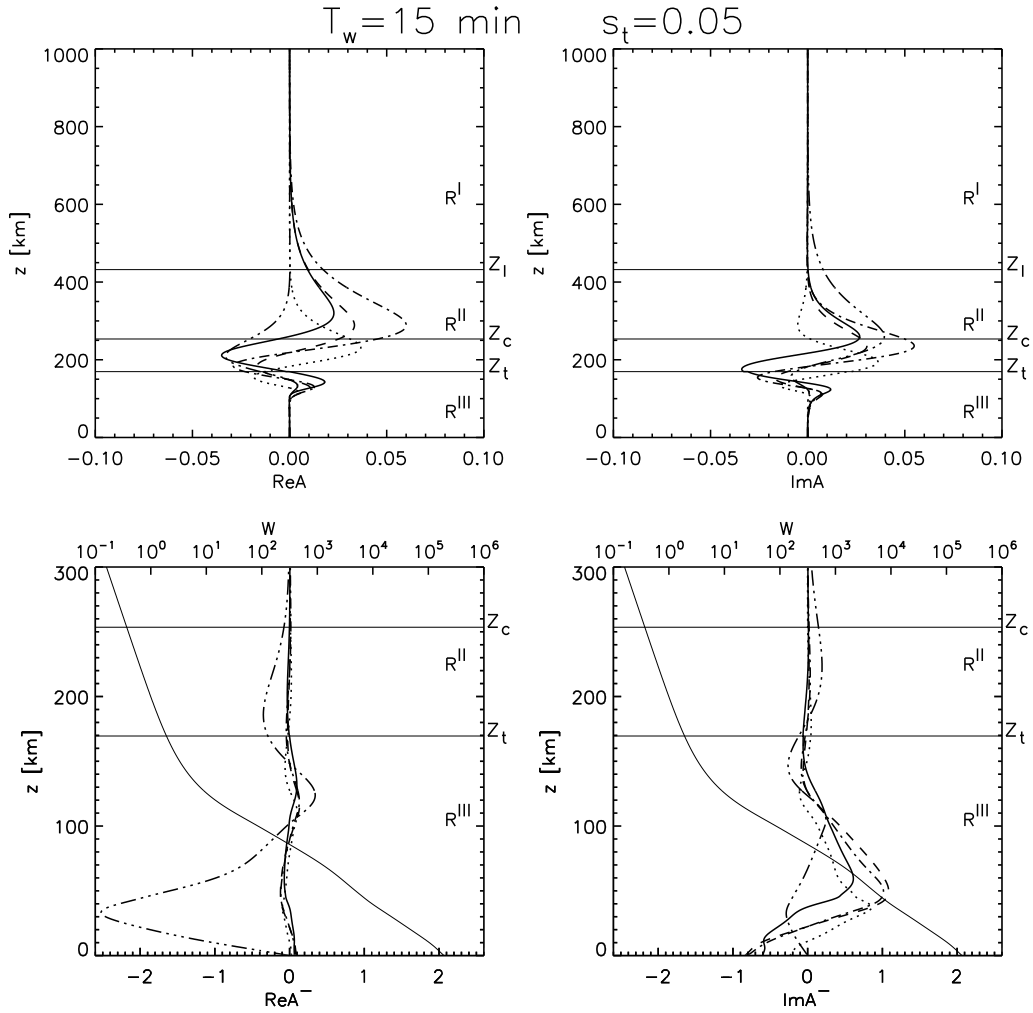 T_w=15 min s_t=0.05
1000
800
600
400
200
0
z [km]
R^I
Z_l
R^II
Z_c
Z_t
R^III
−0.10 −0.05 0.00 0.05 0.10
ReA
1000
800
600
400
200
0
z [km]
R^I
Z_l
R^II
Z_c
Z_t
R^III
−0.10 −0.05 0.00 0.05 0.10
ImA
W
10^-1 10^0 10^1 10^2 10^3 10^4 10^5 10^6
300
200
100
0
z [km]
Z_c
R^II
Z_t
R^III
−2 −1 0 1 2
ReA^−
W
10^-1 10^0 10^1 10^2 10^3 10^4 10^5 10^6
300
200
100
0
z [km]
Z_c
R^II
Z_t
R^III
−2 −1 0 1 2
ImA^−